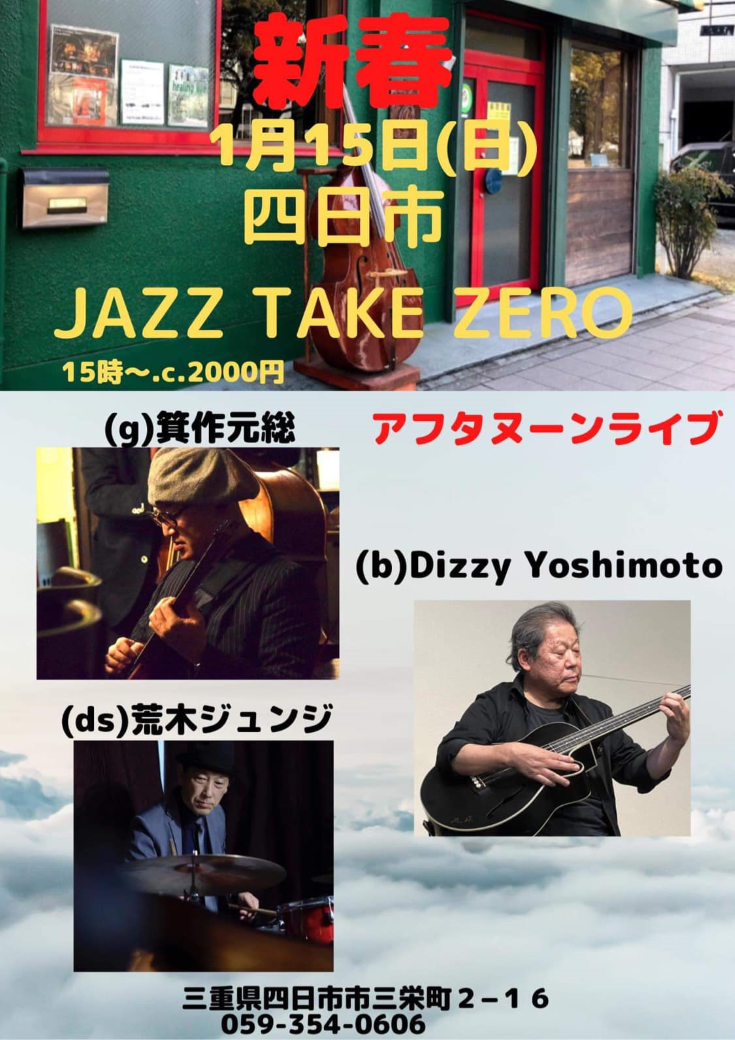 新春
1月15日(日)
四日市
JAZZ TAKE ZERO
15時〜.c.2000円
(g)箕作元総
アフタヌーンライブ
(b)Dizzy Yoshimoto
(ds)荒木ジュンジ
三重県四日市市三栄町２−１６
059-354-0606